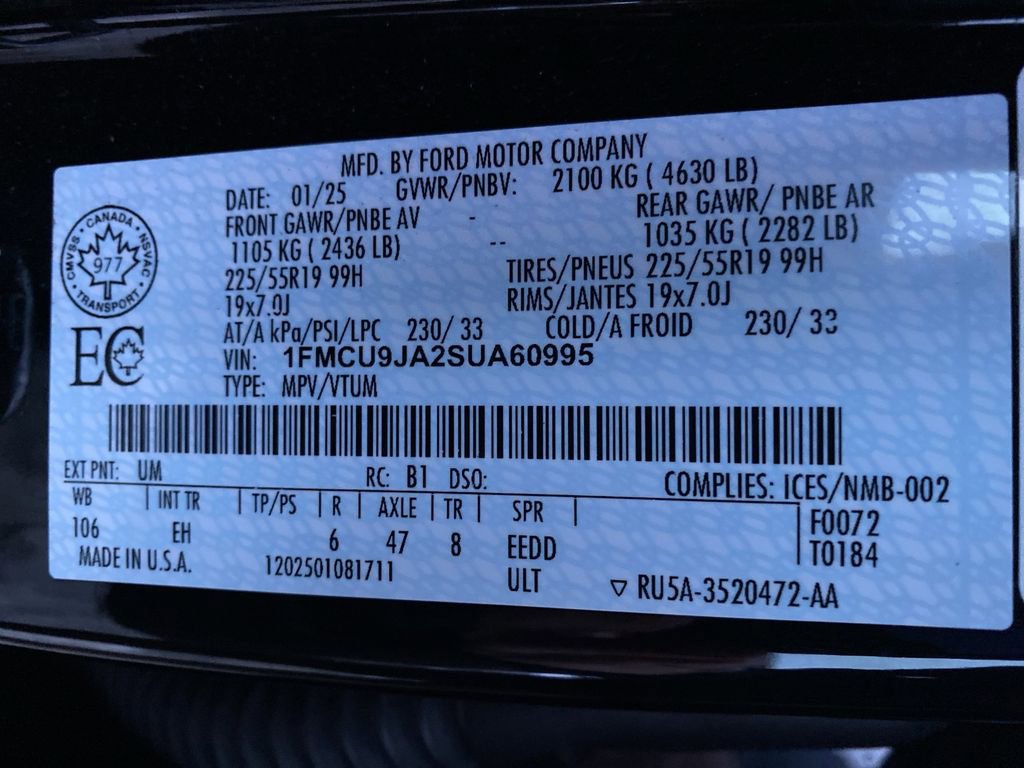 MFD. BY FORD MOTOR COMPANY
DATE: 01/25 GVWR/PNBV: 2100 KG ( 4630 LB)
FRONT GAWR/PNBE AV - REAR GAWR/ PNBE AR
1105 KG ( 2436 LB) -- 1035 KG ( 2282 LB)
225/55R19 99H TIRES/PNEUS 225/55R19 99H
19x7.0J RIMS/JANTES 19x7.0J
AT/A kPa/PSI/LPC 230/ 33 COLD/A FROID 230/ 33
VIN: 1FMCU9JA2SUA60995
TYPE: MPV/VTUM
CMVSS · CANADA · NSVAC
977
TRANSPORT
EC
EXT PNT: UM RC: B1 DSO:
COMPLIES: ICES/NMB-002
WB | INT TR | TP/PS | R | AXLE | TR | SPR |
106 EH 6 47 8 EEDD
F0072
T0184
MADE IN U.S.A. 1202501081711 ULT
▽ RU5A-3520472-AA